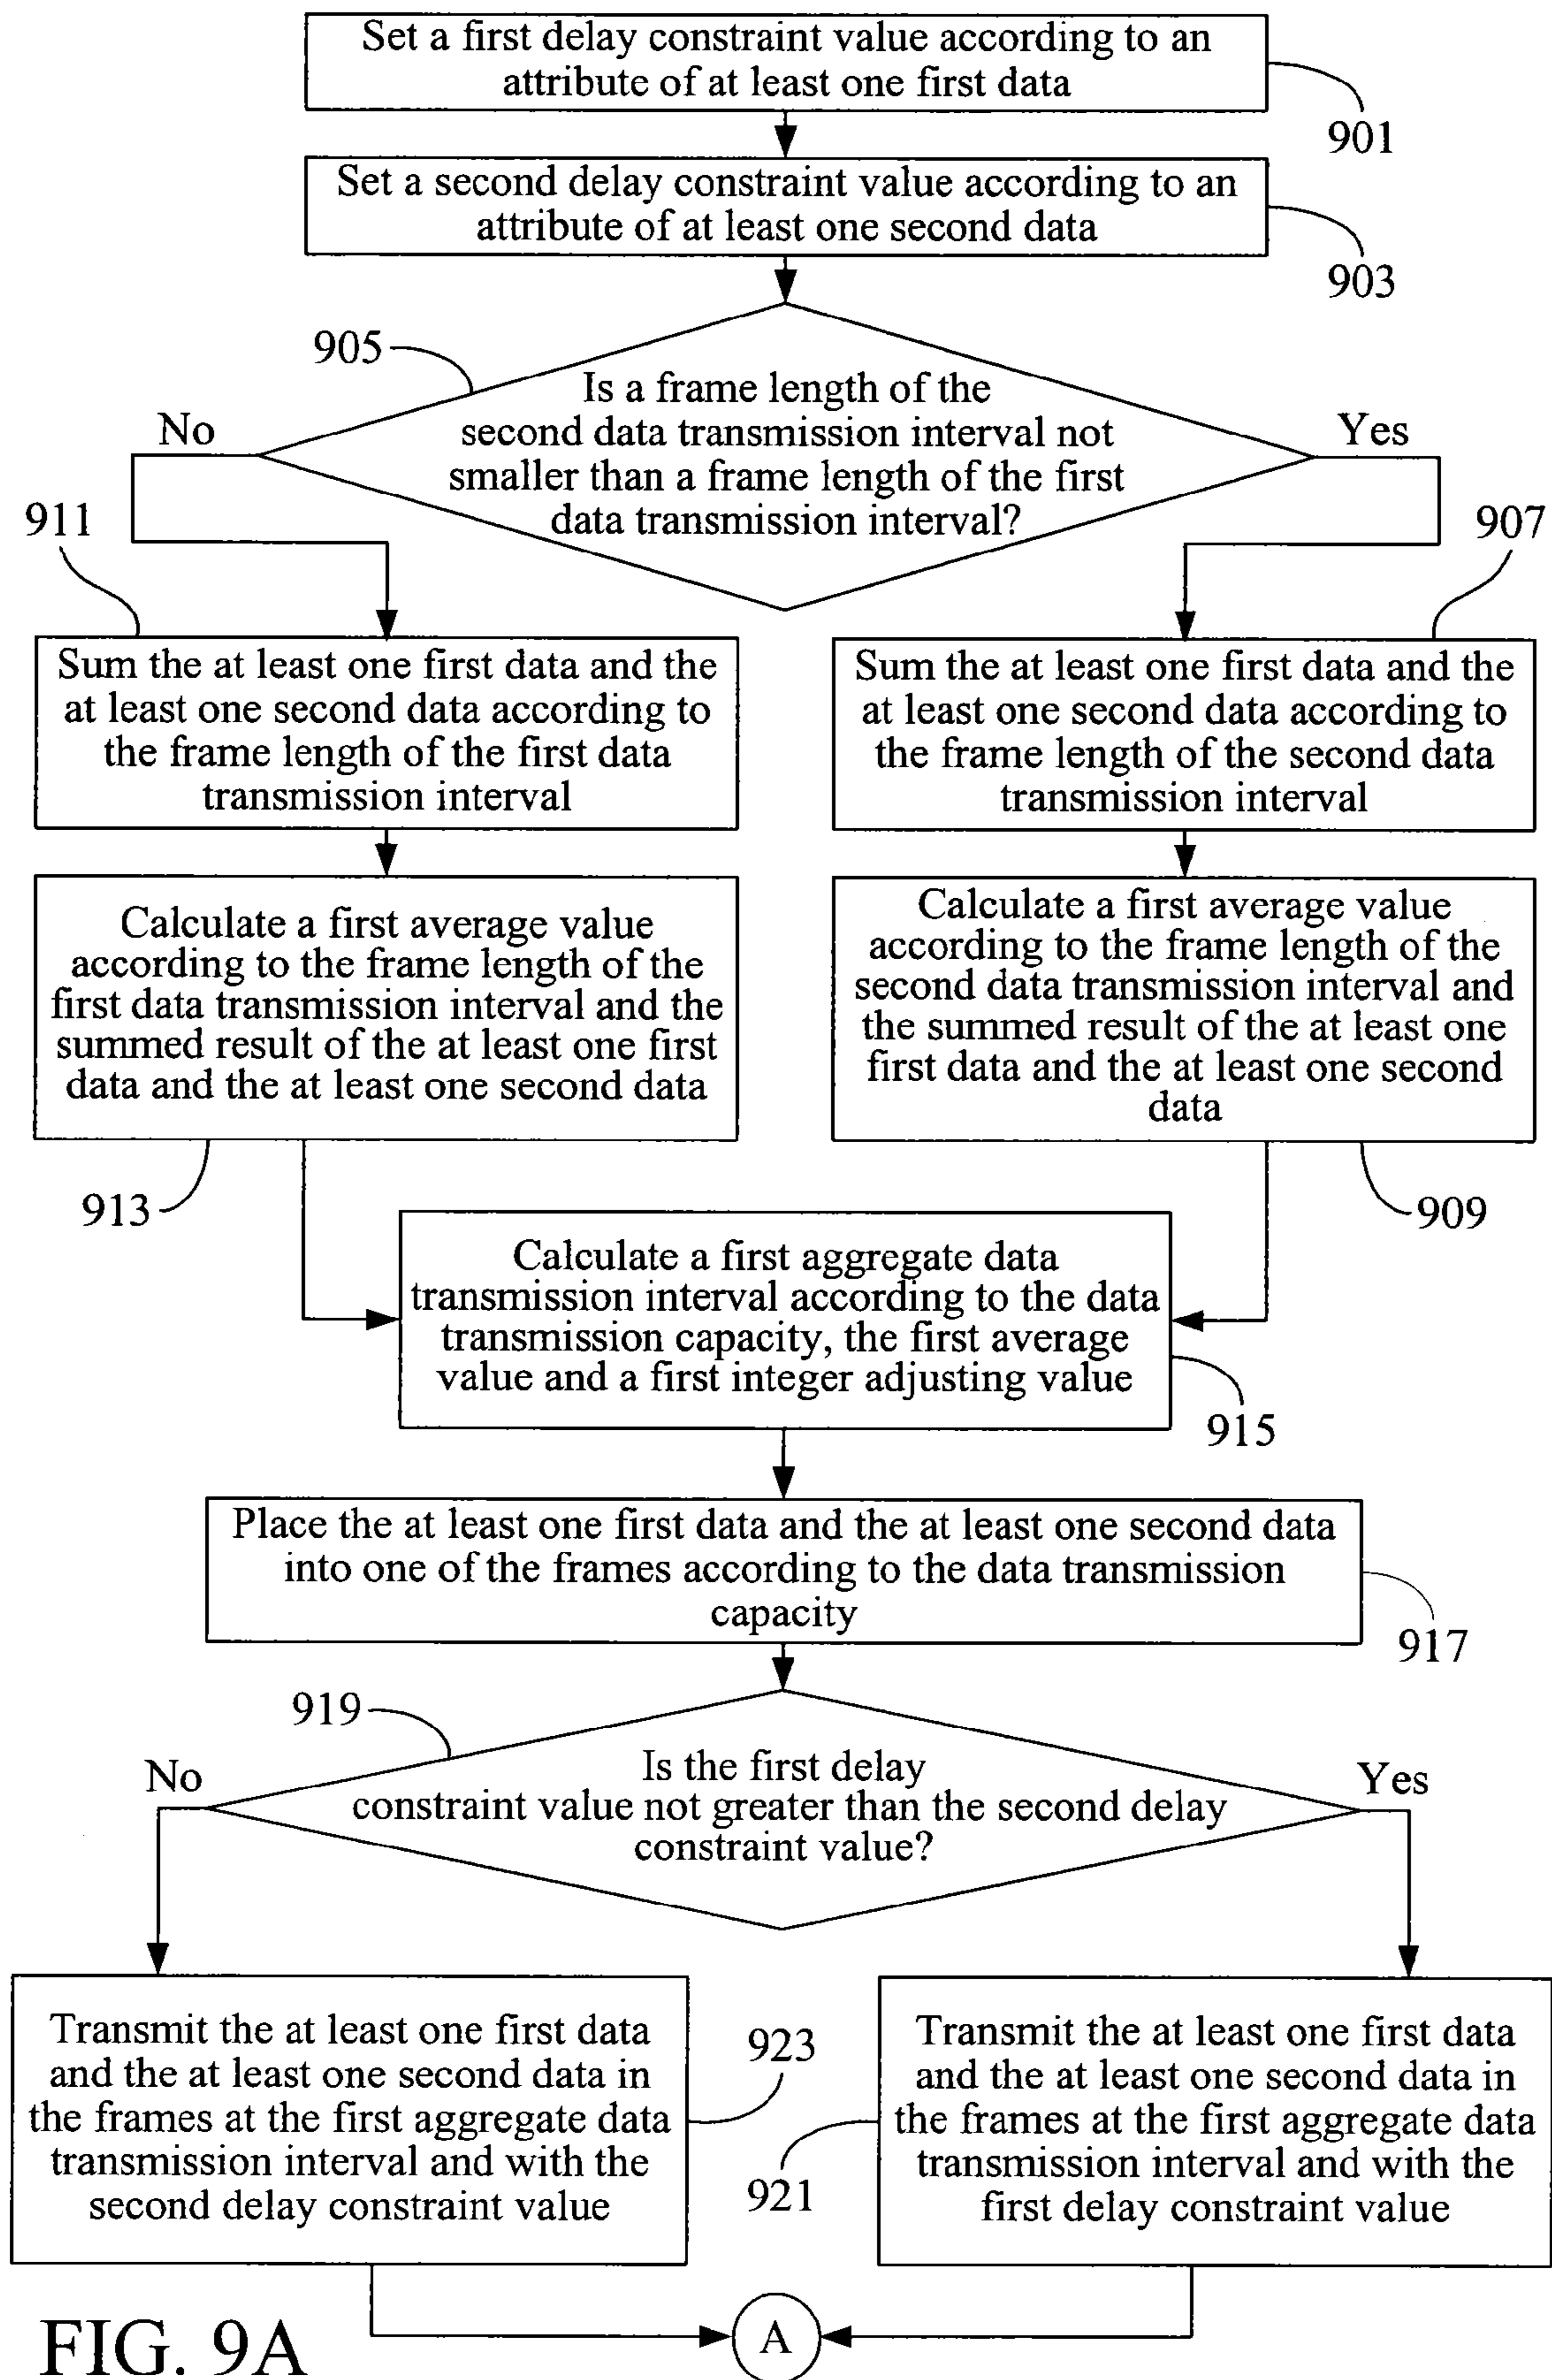 Set a first delay constraint value according to an
attribute of at least one first data
901
Set a second delay constraint value according to an
attribute of at least one second data
903
905
Is a frame length of the
second data transmission interval not
smaller than a frame length of the first
data transmission interval?
No
Yes
911
907
Sum the at least one first data and the
at least one second data according to
the frame length of the first data
transmission interval
Sum the at least one first data and the
at least one second data according to
the frame length of the second data
transmission interval
Calculate a first average value
according to the frame length of the
first data transmission interval and the
summed result of the at least one first
data and the at least one second data
Calculate a first average value
according to the frame length of the
second data transmission interval and
the summed result of the at least one
first data and the at least one second
data
913
909
Calculate a first aggregate data
transmission interval according to the data
transmission capacity, the first average
value and a first integer adjusting value
915
Place the at least one first data and the at least one second data
into one of the frames according to the data transmission
capacity
917
919
Is the first delay
constraint value not greater than the second delay
constraint value?
No
Yes
Transmit the at least one first data
and the at least one second data in
the frames at the first aggregate data
transmission interval and with the
second delay constraint value
923
921
Transmit the at least one first data
and the at least one second data in
the frames at the first aggregate data
transmission interval and with the
first delay constraint value
A
FIG. 9A